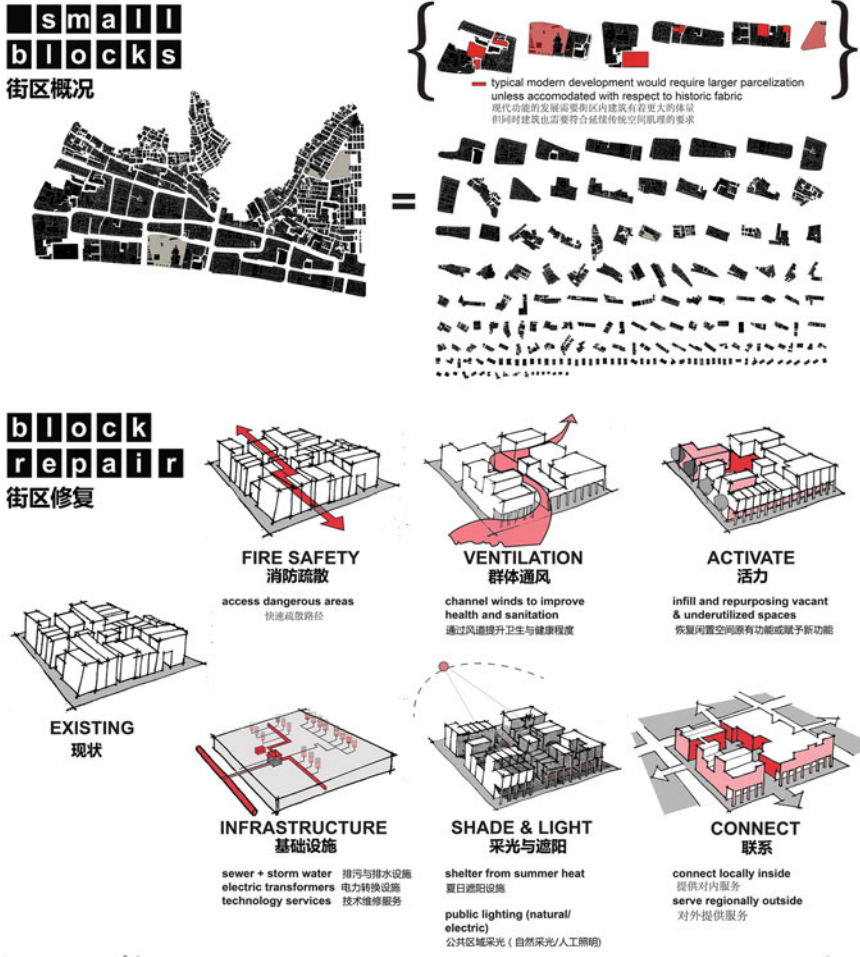 small
blocks
街区概况
typical modern development would require larger parcelization
unless accomodated with respect to historic fabric
现代功能的发展需要街区内建筑有着更大的体量
但同时建筑也需要符合延续传统空间肌理的要求
=
block
repair
街区修复
EXISTING
现状
FIRE SAFETY
消防疏散
access dangerous areas
快速疏散路径
VENTILATION
群体通风
channel winds to improve
health and sanitation
通过风道提升卫生与健康程度
ACTIVATE
活力
infill and repurposing vacant
& underutilized spaces
恢复闲置空间原有功能或赋予新功能
INFRASTRUCTURE
基础设施
sewer + storm water 排污与排水设施
electric transformers 电力转换设施
technology services 技术维修服务
SHADE & LIGHT
采光与遮阳
shelter from summer heat
夏日遮阳设施
public lighting (natural/
electric)
公共区域采光（自然采光/人工照明)
CONNECT
联系
connect locally inside
提供对内服务
serve regionally outside
对外提供服务